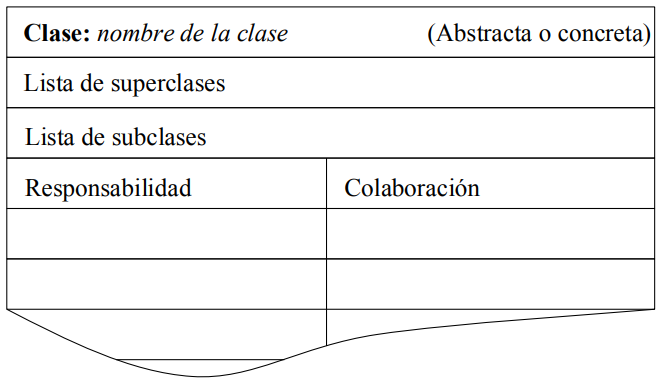 Clase: nombre de la clase (Abstracta o concreta)
Lista de superclases
Lista de subclases
Responsabilidad Colaboración